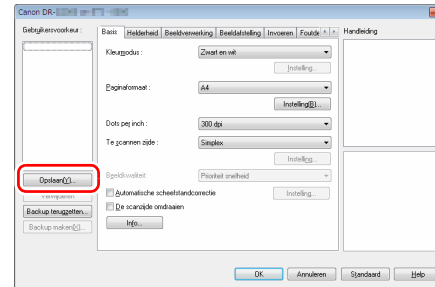 Canon DR-
Gebruikersvoorkeur :
Basis Helderheid Beeldverwerking Beeldafstelling Invoeren Foutde
Handleiding
Kleurmodus :
Zwart en wit
Instelling...
Paginaformaat :
A4
Instelling(B)...
Dots per inch :
300 dpi
Te scannen zijde :
Simplex
Instelling...
Opslaan(Y)...
Beeldkwaliteit
Prioriteit snelheid
Verwijderen
Automatische scheefstandcorrectie
Instelling...
Backup terugzetten...
De scanzijde omdraaien
Backup maken(X)...
Info...
OK
Annuleren
Standaard
Help